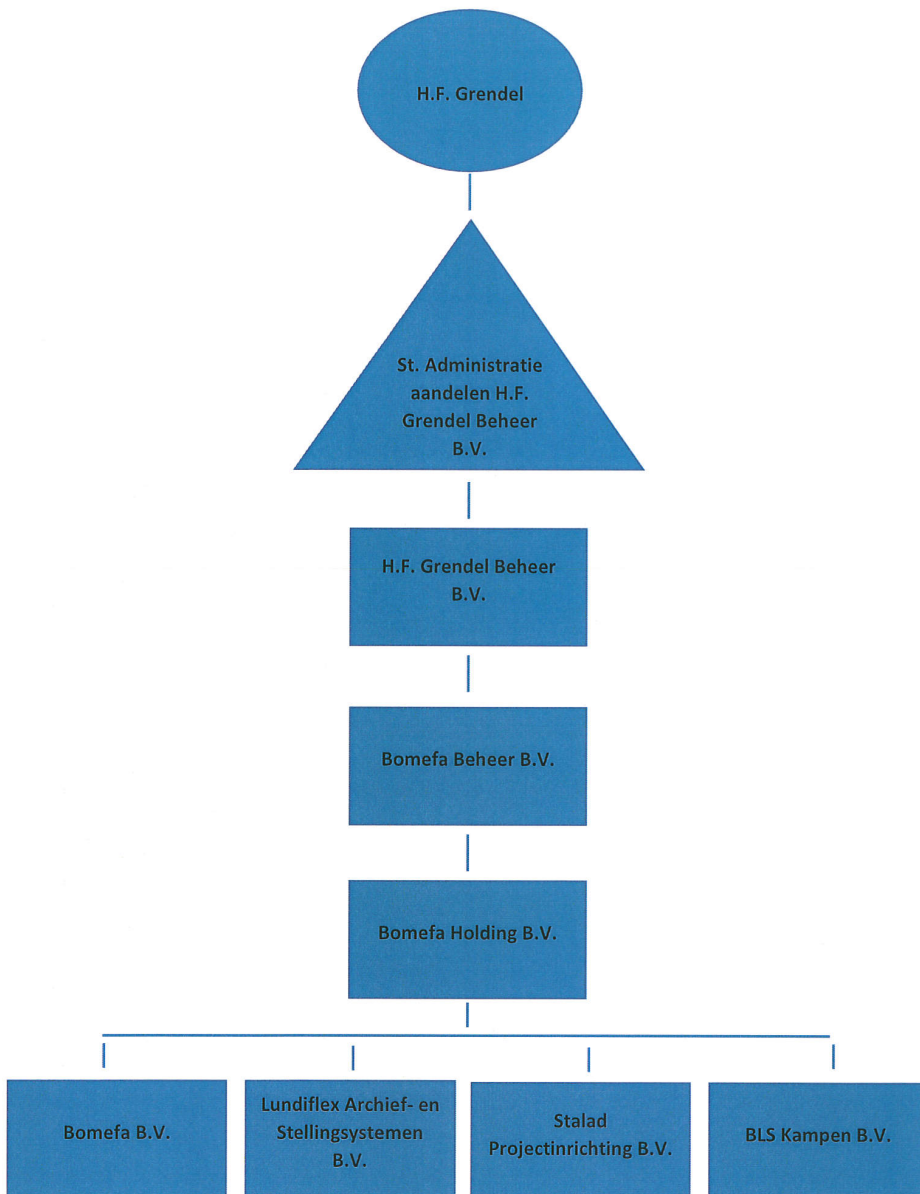 H.F. Grendel
St. Administratie
aandelen H.F.
Grendel Beheer
B.V.
H.F. Grendel Beheer
B.V.
Bomefa Beheer B.V.
Bomefa Holding B.V.
Bomefa B.V.
Lundiflex Archief- en
Stellingsystemen
B.V.
Stalad
Projectinrichting B.V.
BLS Kampen B.V.